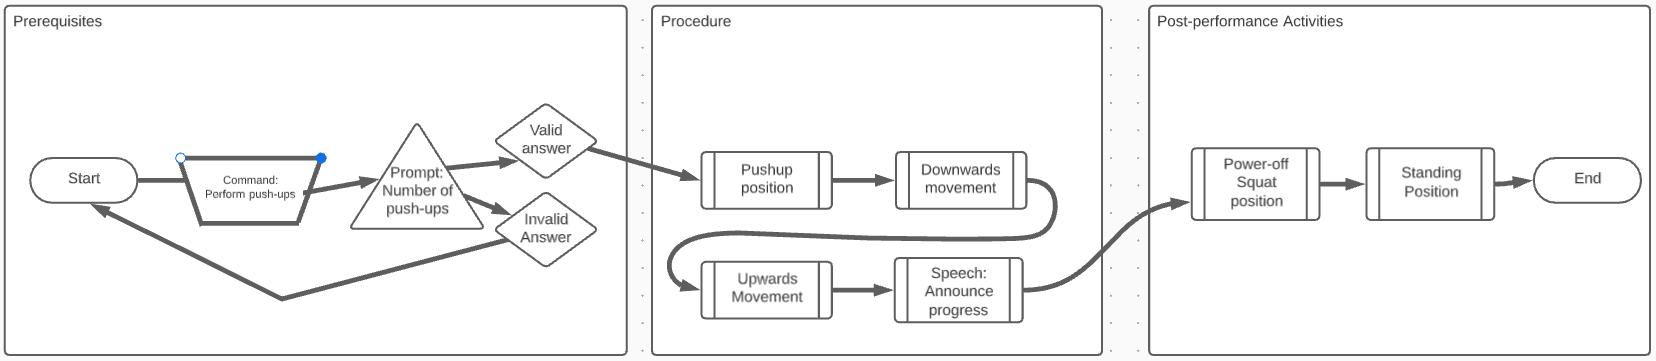 Prerequisites
Start
Command:
Perform push-ups
Prompt:
Number of
push-ups
Valid
answer
Invalid
Answer
Procedure
Pushup
position
Downwards
movement
Upwards
Movement
Speech:
Announce
progress
Post-performance Activities
Power-off
Squat
position
Standing
Position
End